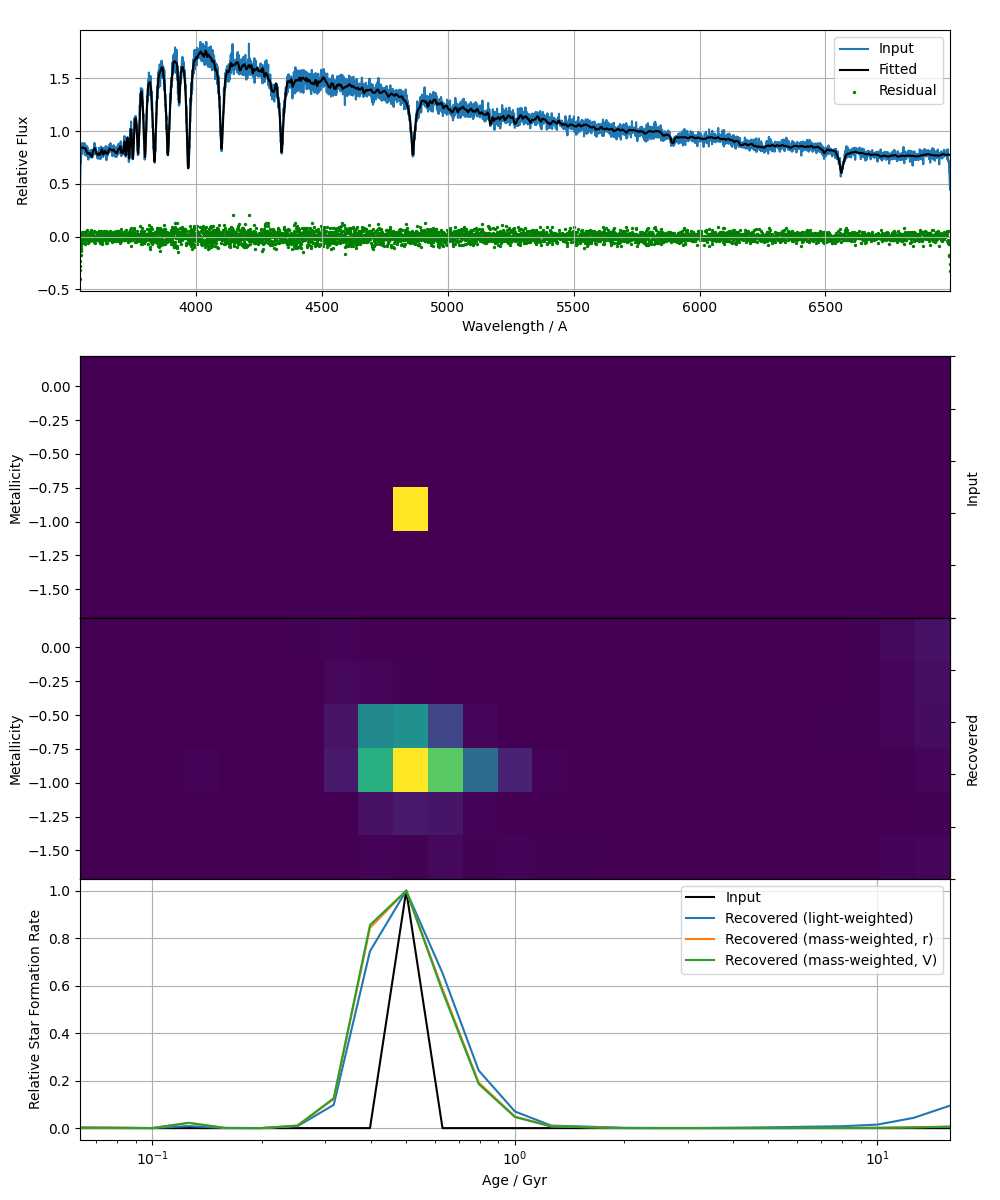 Input
Fitted
Residual
1.5
1.0
0.5
0.0
−0.5
Relative Flux
4000 4500 5000 5500 6000 6500
Wavelength / A
0.00
−0.25
−0.50
−0.75
−1.00
−1.25
−1.50
Metallicity
Input
0.00
−0.25
−0.50
−0.75
−1.00
−1.25
−1.50
Metallicity
Recovered
Input
Recovered (light-weighted)
Recovered (mass-weighted, r)
Recovered (mass-weighted, V)
1.0
0.8
0.6
0.4
0.2
0.0
Relative Star Formation Rate
10⁻¹ 10⁰ 10¹
Age / Gyr